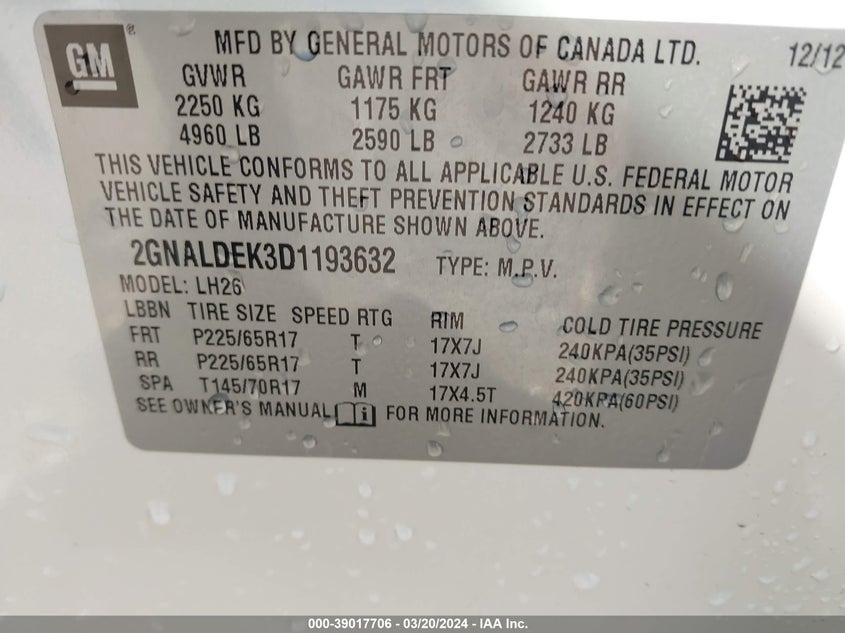 GM
®
MFD BY GENERAL MOTORS OF CANADA LTD. 12/12
GVWR GAWR FRT GAWR RR
2250 KG 1175 KG 1240 KG
4960 LB 2590 LB 2733 LB
THIS VEHICLE CONFORMS TO ALL APPLICABLE U.S. FEDERAL MOTOR
VEHICLE SAFETY AND THEFT PREVENTION STANDARDS IN EFFECT ON
THE DATE OF MANUFACTURE SHOWN ABOVE.
2GNALDEK3D1193632 TYPE: M.P.V.
MODEL: LH26
LBBN TIRE SIZE SPEED RTG RIM COLD TIRE PRESSURE
FRT P225/65R17 T 17X7J 240KPA(35PSI)
RR P225/65R17 T 17X7J 240KPA(35PSI)
SPA T145/70R17 M 17X4.5T 420KPA(60PSI)
SEE OWNER'S MANUAL FOR MORE INFORMATION.
000-39017706 - 03/20/2024 - IAA Inc.